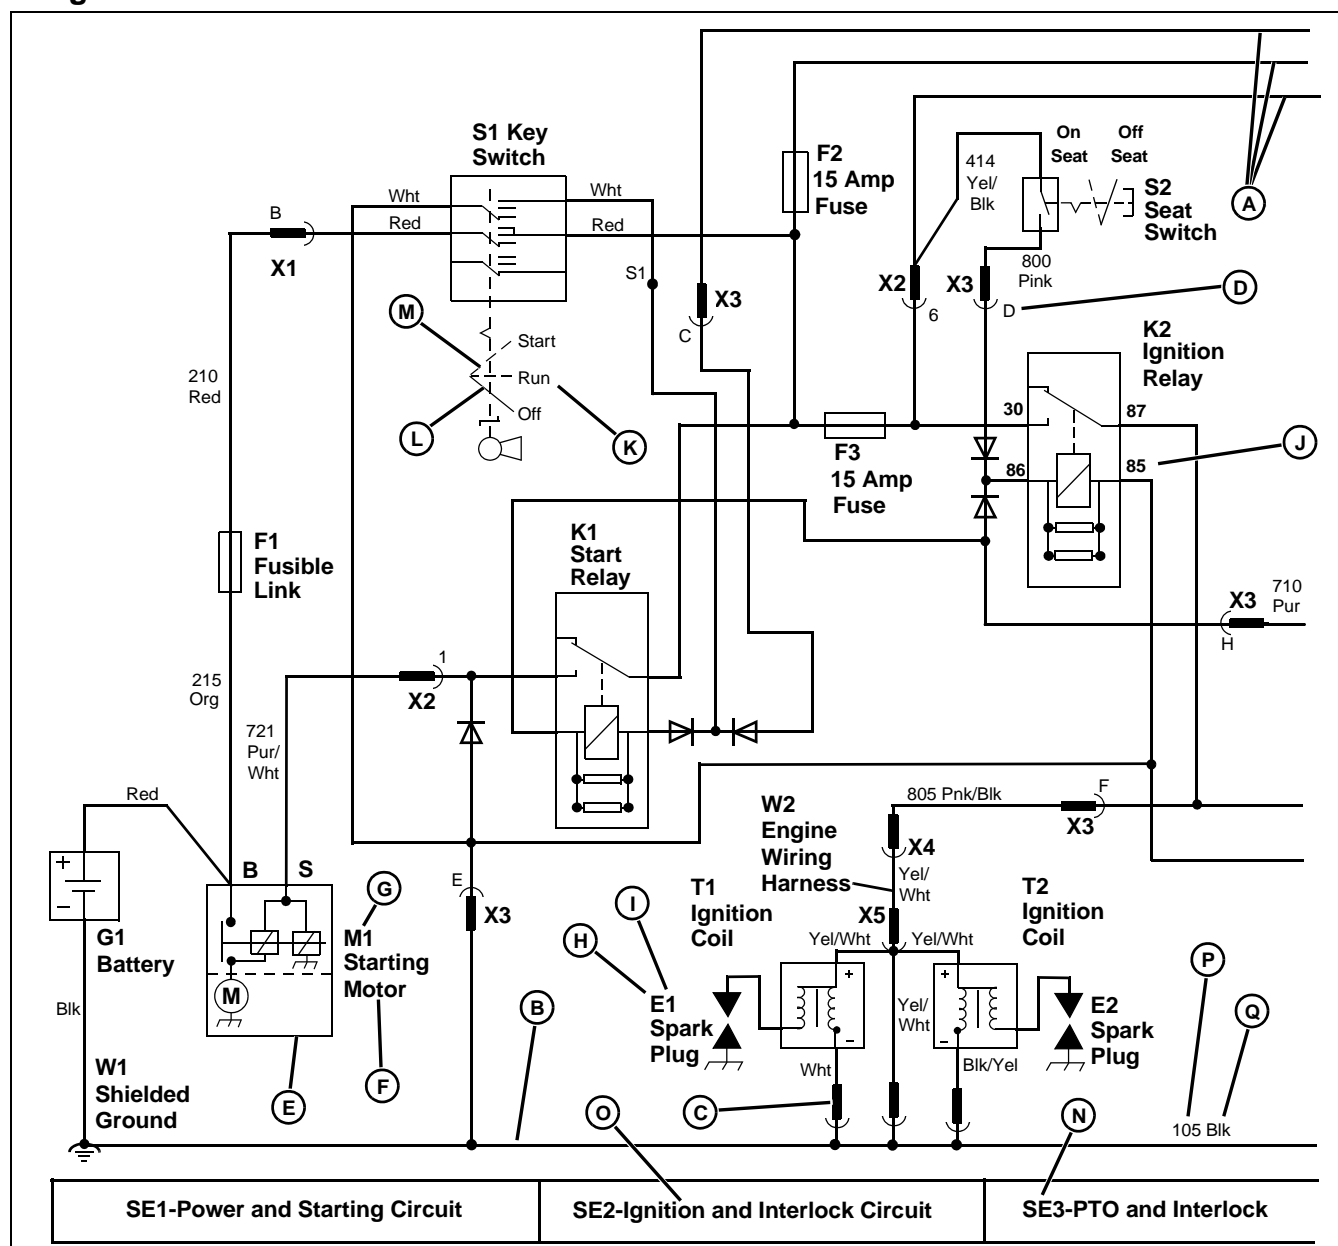 S1 Key
Switch
Wht
Red
Wht
Red
B
X1
S1
F2
15 Amp
Fuse
X3
C
414
Yel/
Blk
On
Seat
Off
Seat
S2
Seat
Switch
A
800
Pink
X2
6
X3
D
D
M
Start
Run
Off
L
K
210
Red
K2
Ignition
Relay
30
87
86
85
J
F3
15 Amp
Fuse
F1
Fusible
Link
K1
Start
Relay
X3
H
710
Pur
215
Org
1
X2
721
Pur/
Wht
Red
805 Pnk/Blk
F
X3
W2
Engine
Wiring
Harness
X4
Yel/
Wht
X5
+
-
G1
Battery
B
S
G
M1
Starting
Motor
M
E
X3
I
H
E1
Spark
Plug
T1
Ignition
Coil
T2
Ignition
Coil
Yel/Wht
Yel/Wht
+
-
+
-
Yel/
Wht
E2
Spark
Plug
Wht
Blk/Yel
Blk
W1
Shielded
Ground
E
F
B
O
C
N
P
Q
105 Blk
SE1-Power and Starting Circuit
SE2-Ignition and Interlock Circuit
SE3-PTO and Interlock